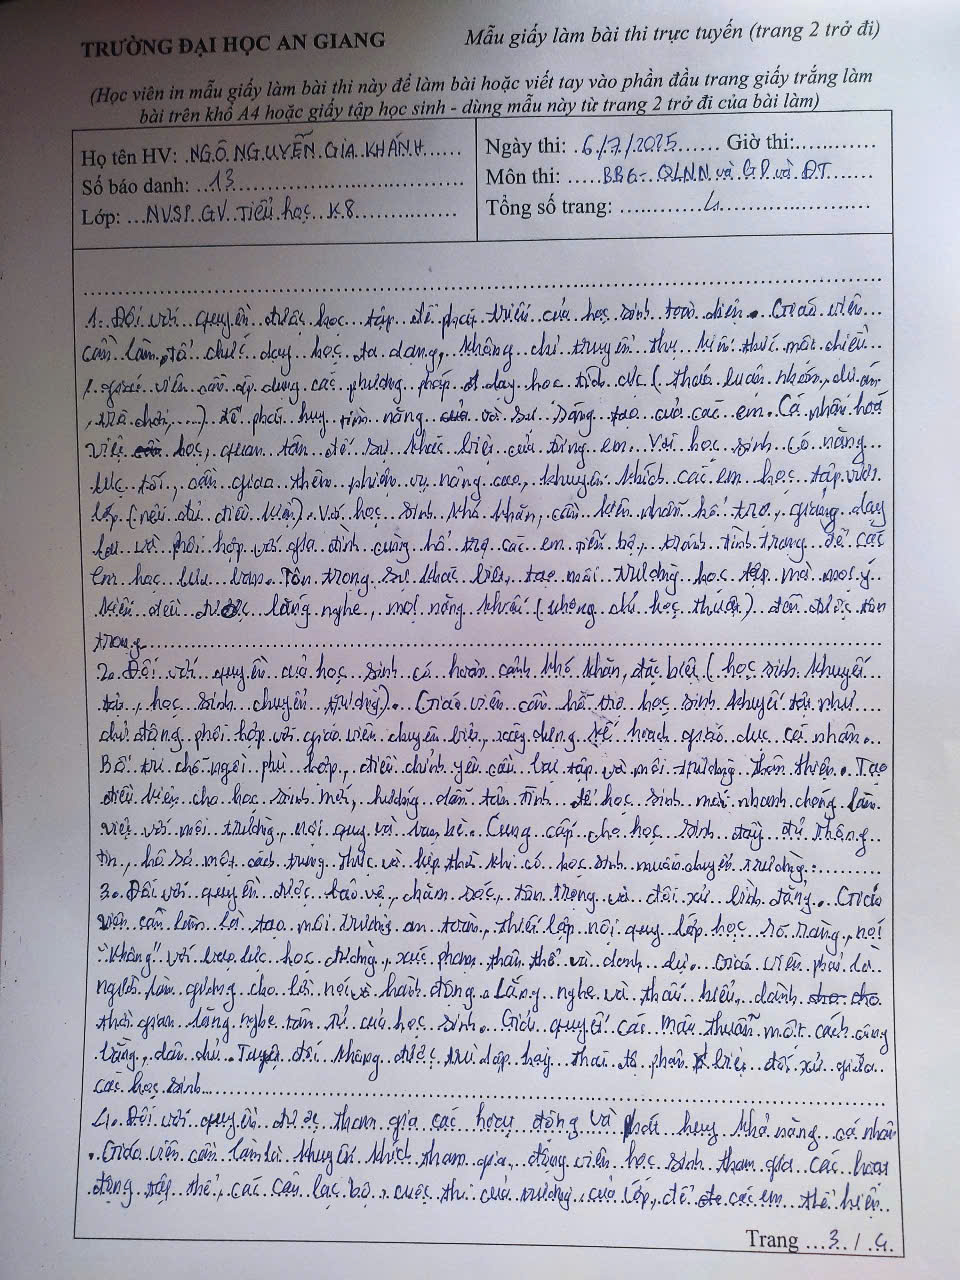 TRƯỜNG ĐẠI HỌC AN GIANG
Mẫu giấy làm bài thi trực tuyến (trang 2 trở đi)
(Học viên in mẫu giấy làm bài thi này để làm bài hoặc viết tay vào phần đầu trang giấy trắng làm
bài trên khổ A4 hoặc giấy tập học sinh - dùng mẫu này từ trang 2 trở đi của bài làm)
Họ tên HV: NGÔ NGUYỄN GIA KHÁNH
Số báo danh: 13
Lớp: NVSP GV Tiểu học K8
Ngày thi: 6/7/2025 Giờ thi:
Môn thi: BB6- QLNN và GD và ĐT
Tổng số trang: 4
1. Đối với quyền được học tập để phát triển của học sinh toàn diện. Giáo viên
cần làm, tổ chức dạy học đa dạng, không chỉ truyền thụ kiến thức một chiều
, giáo viên cần áp dụng các phương pháp dạy học tích cực (thảo luận nhóm, dự án
, trò chơi,...) để phát huy tiềm năng và sự sáng tạo của các em. Cá nhân hoá
việc học, quan tâm đến sự khác biệt của từng em. Với học sinh có năng
lực tốt, cần giao thêm nhiệm vụ nâng cao, khuyến khích các em học tập vượt
lớp (nếu đủ điều kiện). Với học sinh khó khăn, cần kiên nhẫn hỗ trợ, giảng dạy
lại và phối hợp với gia đình cùng hỗ trợ các em tiến bộ, tránh tình trạng để các
em học lưu ban. Tôn trọng sự khác biệt, tạo môi trường học tập mà mọi ý
kiến đều được lắng nghe, mọi năng khiếu (không chỉ học thuật) đều được tôn
trọng
2. Đối với quyền của học sinh có hoàn cảnh khó khăn, đặc biệt (học sinh khuyết
tật, học sinh chuyển trường). Giáo viên cần hỗ trợ học sinh khuyết tật như
chủ động phối hợp với giáo viên chuyên biệt, xây dựng kế hoạch giáo dục cá nhân.
Bố trí chỗ ngồi phù hợp, điều chỉnh yêu cầu bài tập và môi trường thân thiện. Tạo
điều kiện cho học sinh mới, hướng dẫn tận tình để học sinh mới nhanh chóng làm
việc với môi trường, nội quy và bạn bè. Cung cấp cho học sinh đầy đủ thông
tin, hồ sơ một cách trung thực và kịp thời khi có học sinh muốn chuyển trường.
3. Đối với quyền được bảo vệ, chăm sóc, tôn trọng và đối xử bình đẳng. Giáo
viên cần làm là tạo môi trường an toàn, thiết lập nội quy lớp học rõ ràng, nói
"không" với bạo lực học đường, xúc phạm thân thể và danh dự. Giáo viên phải là
người làm gương cho lời nói và hành động. Lắng nghe và thấu hiểu, dành
thời gian lắng nghe tâm tư của học sinh. Giải quyết các mâu thuẫn một cách công
bằng, dân chủ. Tuyệt đối không được trù dập hay thái độ phân biệt đối xử giữa
các học sinh
4. Đối với quyền được tham gia các hoạt động và phát huy khả năng cá nhân
. Giáo viên cần làm là khuyến khích tham gia, động viên học sinh tham gia các hoạt
động tập thể, các câu lạc bộ, cuộc thi của trường, của lớp, để các em thể hiện
Trang 3 / 4